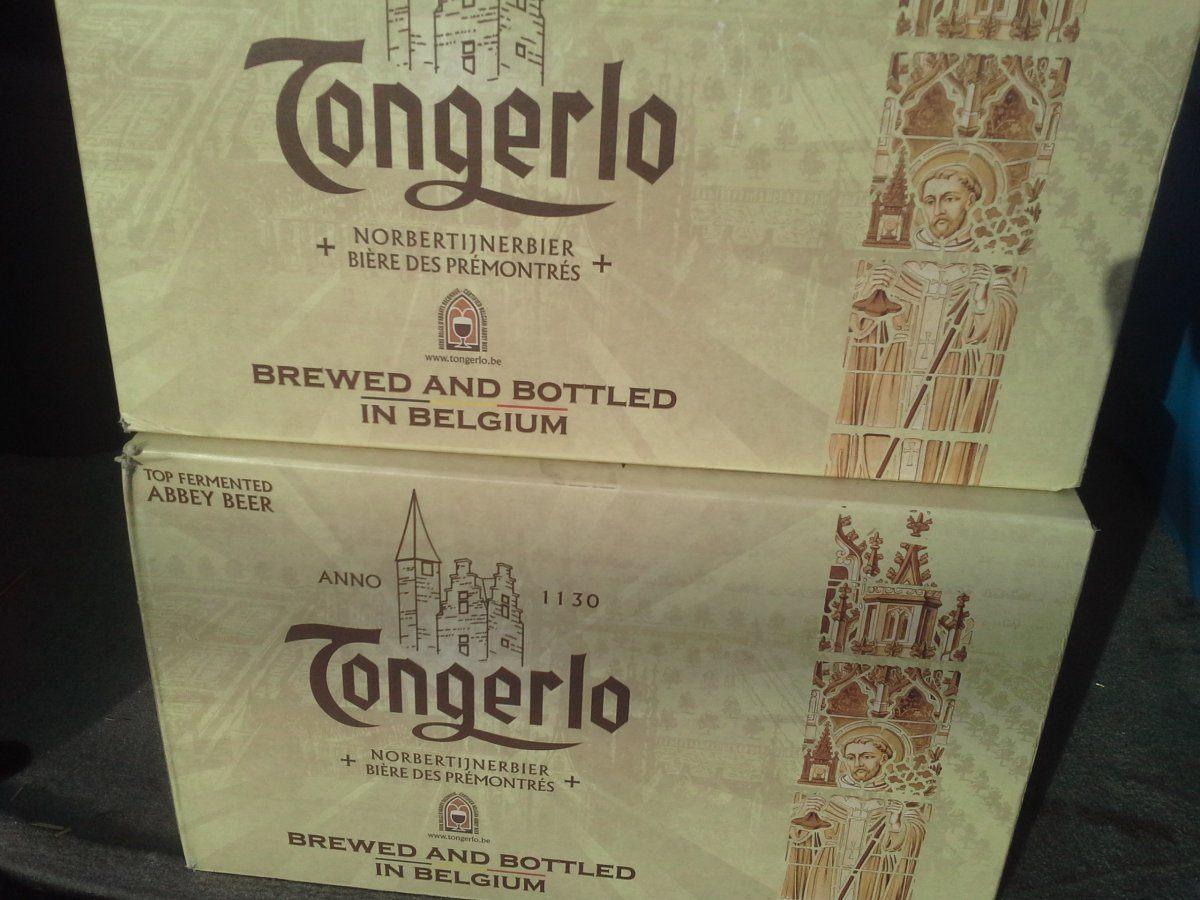 Tongerlo
+ NORBERTIJNERBIER +
BIÈRE DES PRÉMONTRÉS
www.tongerlo.be
BREWED AND BOTTLED
IN BELGIUM
TOP FERMENTED
ABBEY BEER
ANNO 1130
Tongerlo
+ NORBERTIJNERBIER +
BIÈRE DES PRÉMONTRÉS
www.tongerlo.be
BREWED AND BOTTLED
IN BELGIUM